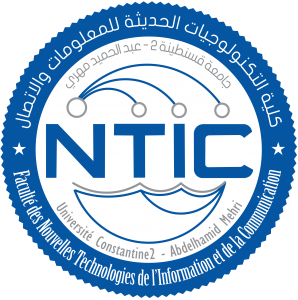 كلية التكنولوجيات الحديثة للمعلومات والاتصال
جامعة قسنطينة 2 - عبد الحميد مهري
NTIC
Université Constantine2 - Abdelhamid Mehri
Faculté des Nouvelles Technologies de l'Information et de la Communication